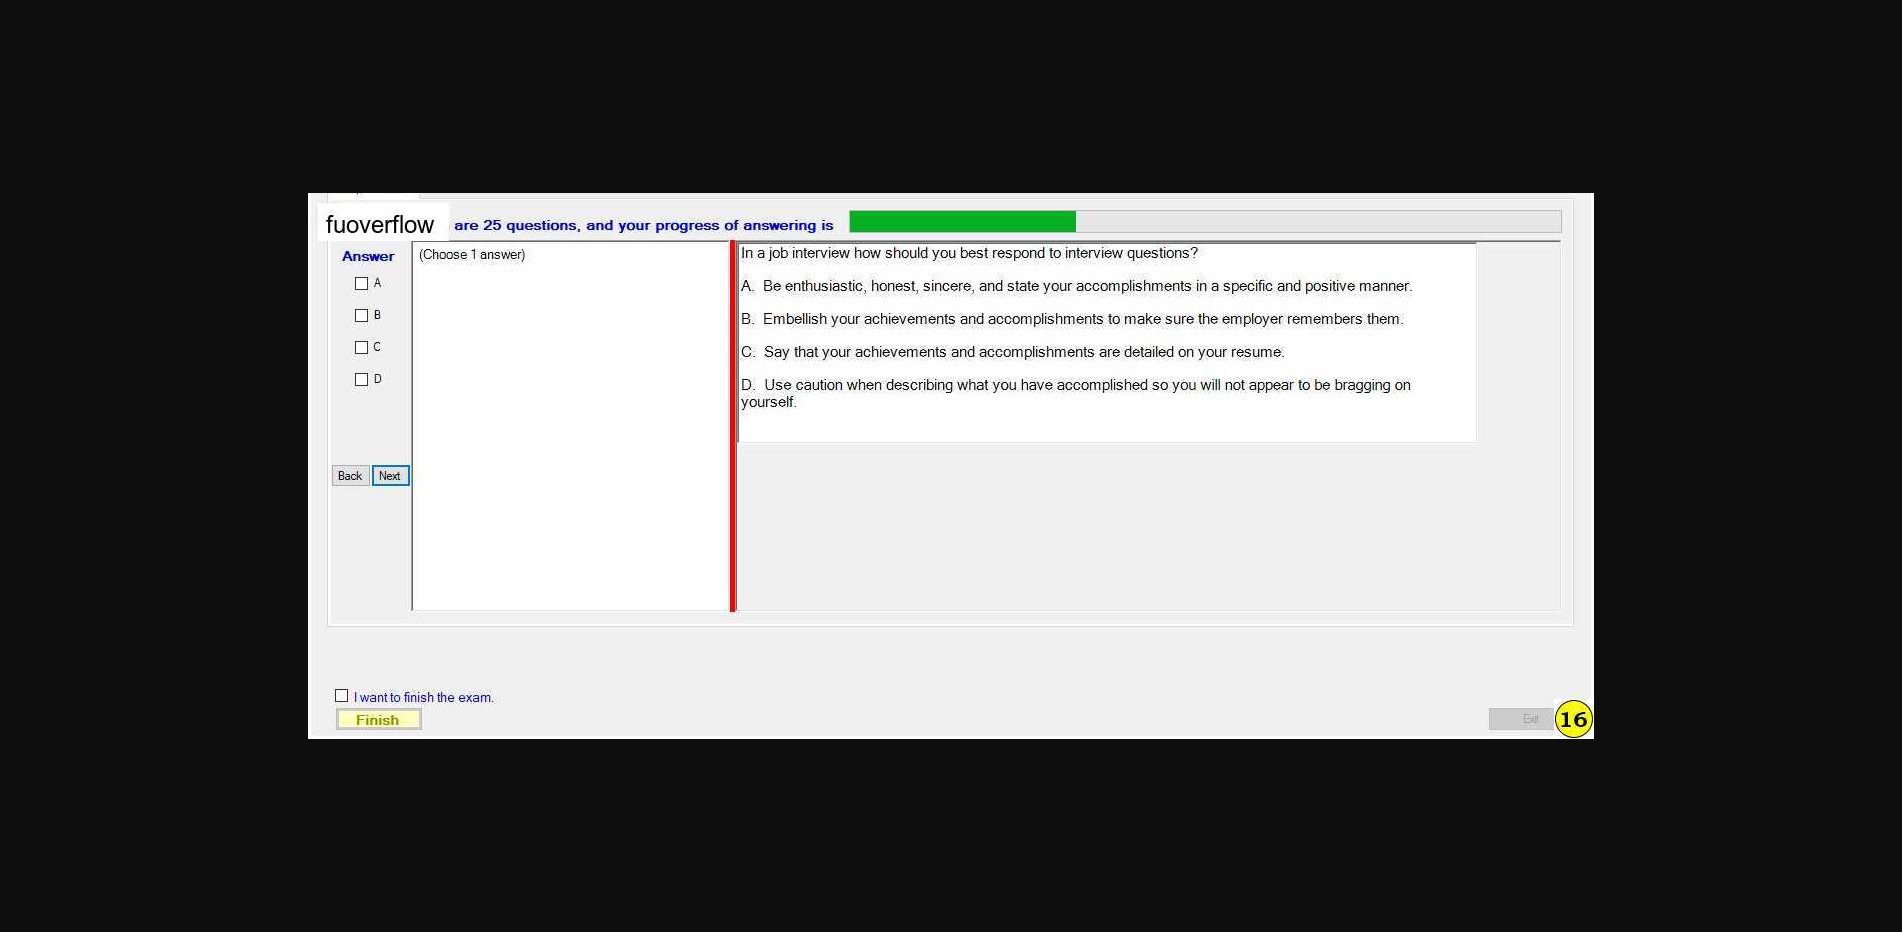 fuoverflow are 25 questions, and your progress of answering is
Answer
A
B
C
D
Back Next
(Choose 1 answer)
In a job interview how should you best respond to interview questions?
A. Be enthusiastic, honest, sincere, and state your accomplishments in a specific and positive manner.
B. Embellish your achievements and accomplishments to make sure the employer remembers them.
C. Say that your achievements and accomplishments are detailed on your resume.
D. Use caution when describing what you have accomplished so you will not appear to be bragging on
yourself.
I want to finish the exam.
Finish
Exit 16